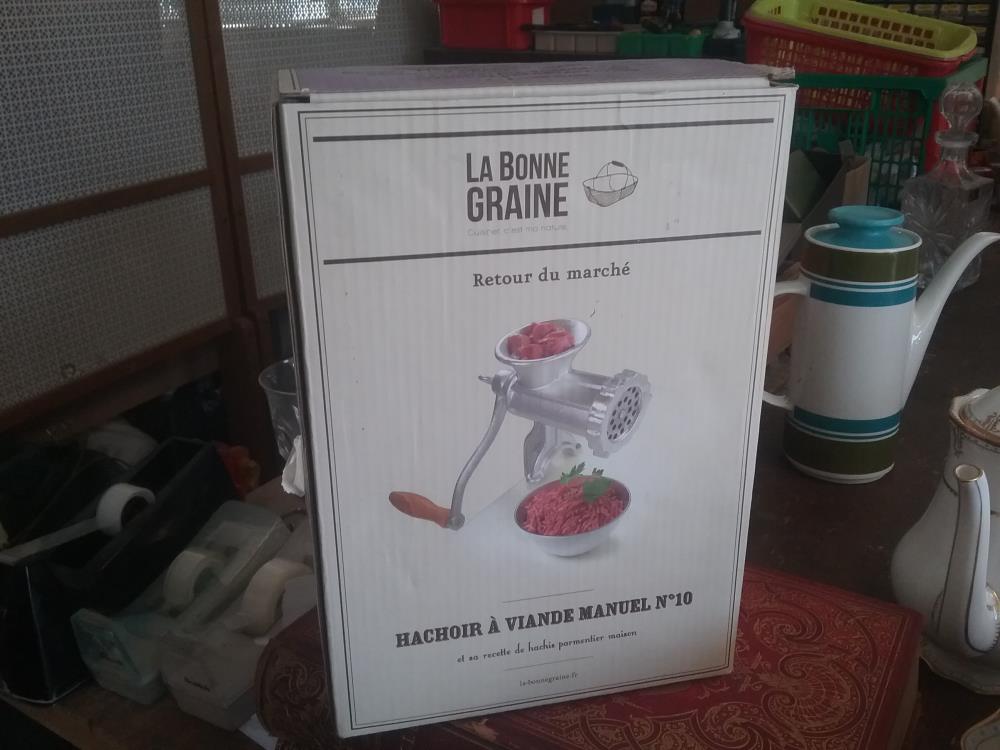 LA BONNE
GRAINE
Cuisiner c'est ma nature.
Retour du marché
HACHOIR À VIANDE MANUEL N°10
et sa recette de hachis parmentier maison
la-bonnegraine.fr